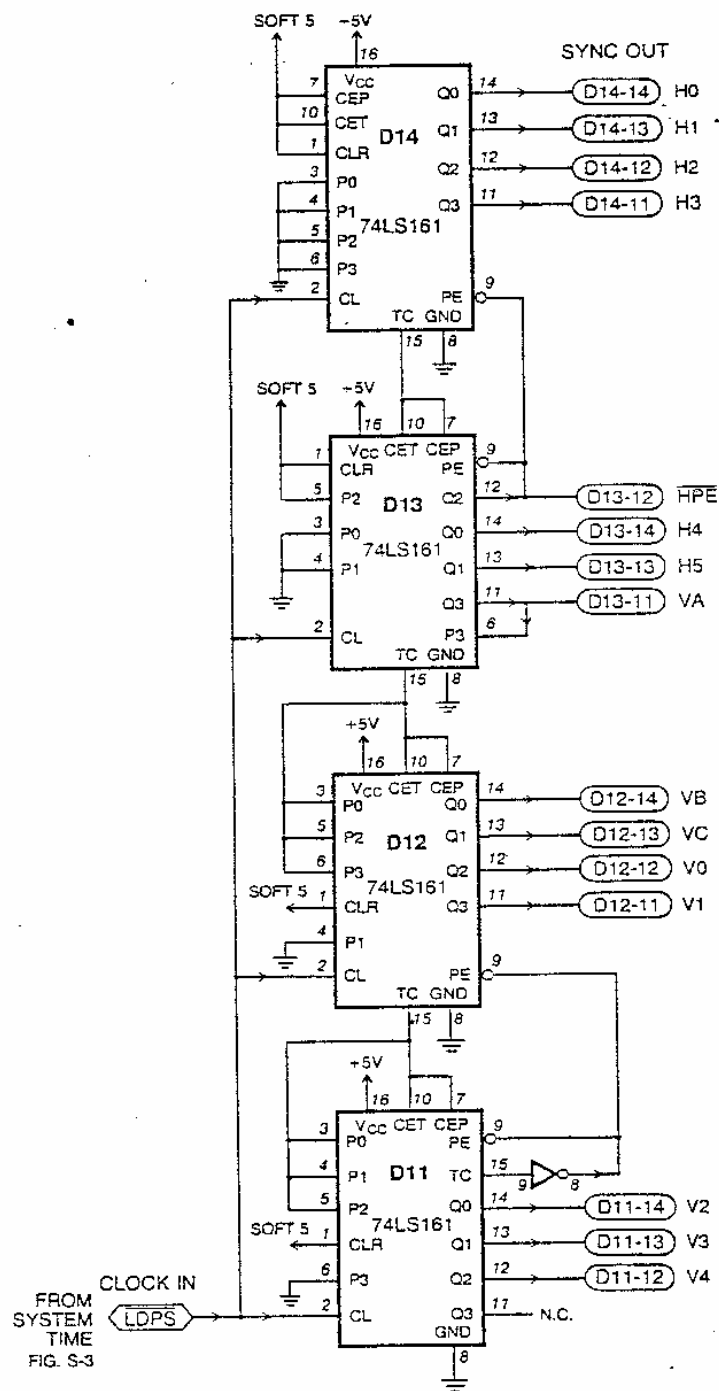 SOFT 5 -5V
16
SYNC OUT
7 VCC
CEP Q0 14 D14-14 H0
10 CET D14 Q1 13 D14-13 H1
1 CLR Q2 12 D14-12 H2
3 P0 Q3 11 D14-11 H3
4 P1 74LS161
5 P2
6 P3
2 CL PE 9
TC GND
15 8
SOFT 5 -5V
16 10 7
1 VCC CET CEP
CLR PE 9
5 P2 D13 Q2 12 D13-12 HPE
3 P0 Q0 14 D13-14 H4
4 P1 74LS161 Q1 13 D13-13 H5
Q3 11 D13-11 VA
2 CL P3 6
TC GND
15 8
+5V
16 10 7
VCC CET CEP
3 P0 Q0 14 D12-14 VB
5 P2 D12 Q1 13 D12-13 VC
6 P3 Q2 12 D12-12 V0
SOFT 5 1 CLR 74LS161 Q3 11 D12-11 V1
4 P1
2 CL PE 9
TC GND
15 8
+5V
16 10 7
VCC CET CEP
3 P0 PE 9
4 P1 D11 TC 15 9 8
5 P2 Q0 14 D11-14 V2
SOFT 5 1 CLR 74LS161 Q1 13 D11-13 V3
6 P3 Q2 12 D11-12 V4
CLOCK IN
FROM SYSTEM TIME FIG. S-3
LDPS 2 CL Q3 11 N.C.
GND
8